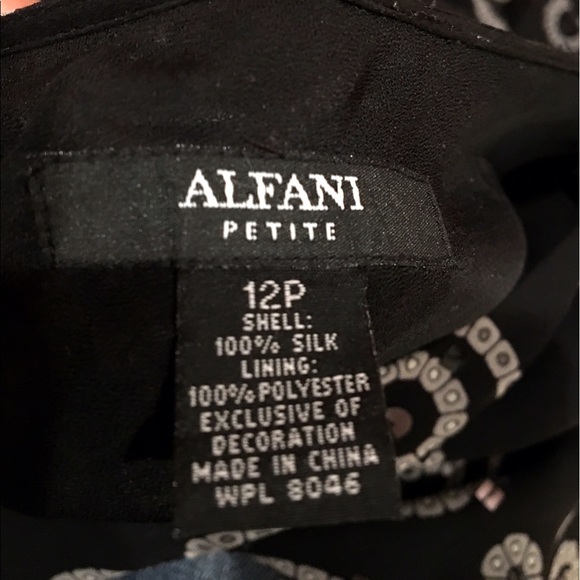 ALFANI
PETITE
12P
SHELL:
100% SILK
LINING:
100% POLYESTER
EXCLUSIVE OF
DECORATION
MADE IN CHINA
WPL 8046